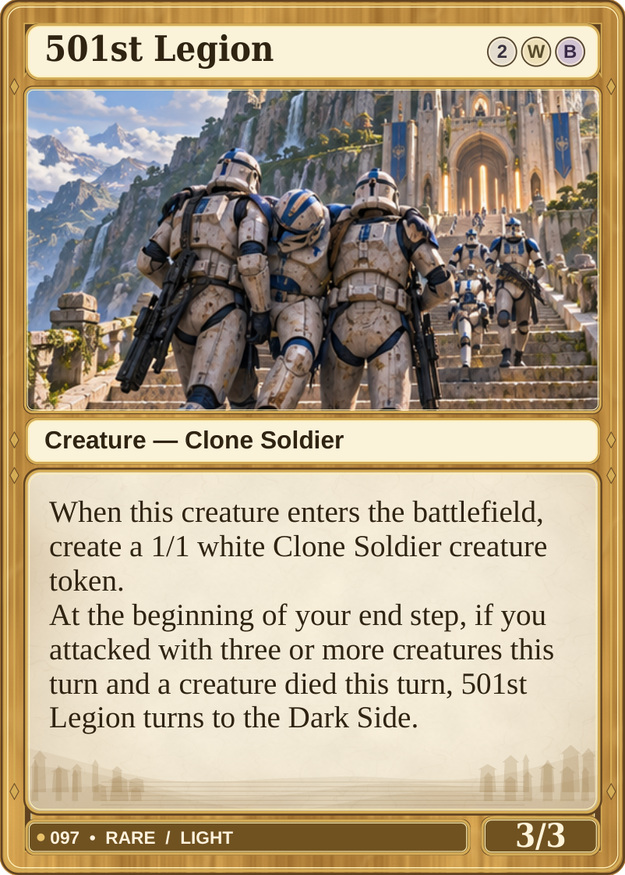 501st Legion
2 W B
Creature — Clone Soldier
When this creature enters the battlefield,
create a 1/1 white Clone Soldier creature
token.
At the beginning of your end step, if you
attacked with three or more creatures this
turn and a creature died this turn, 501st
Legion turns to the Dark Side.
097 • RARE / LIGHT
3/3